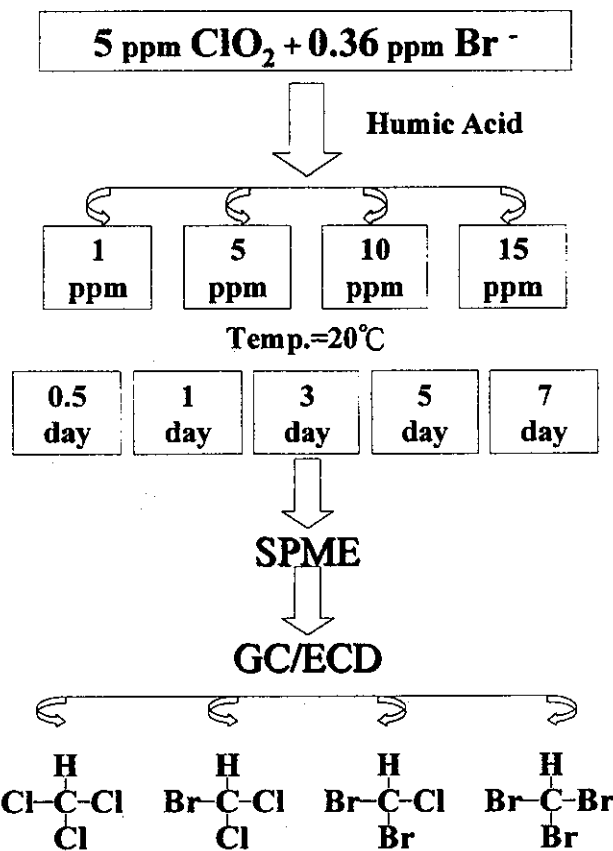 5 ppm ClO₂ + 0.36 ppm Br⁻
Humic Acid
1 ppm
5 ppm
10 ppm
15 ppm
Temp.=20℃
0.5 day
1 day
3 day
5 day
7 day
SPME
GC/ECD
H
Cl-C-Cl
Cl
H
Br-C-Cl
Cl
H
Br-C-Cl
Br
H
Br-C-Br
Br